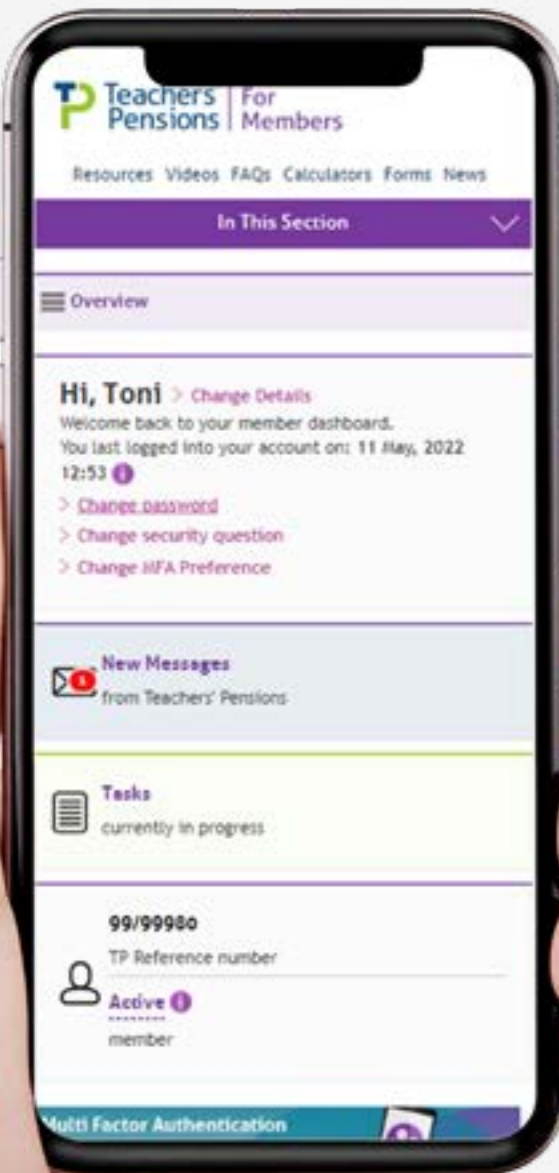 TP Teachers Pensions | For Members
Resources Videos FAQs Calculators Forms News
In This Section
Overview
Hi, Toni > Change Details
Welcome back to your member dashboard.
You last logged into your account on: 11 May, 2022
12:53 i
> Change password
> Change security question
> Change MFA Preference
New Messages
from Teachers' Pensions
Tasks
currently in progress
99/99980
TP Reference number
Active i
member
Multi Factor Authentication